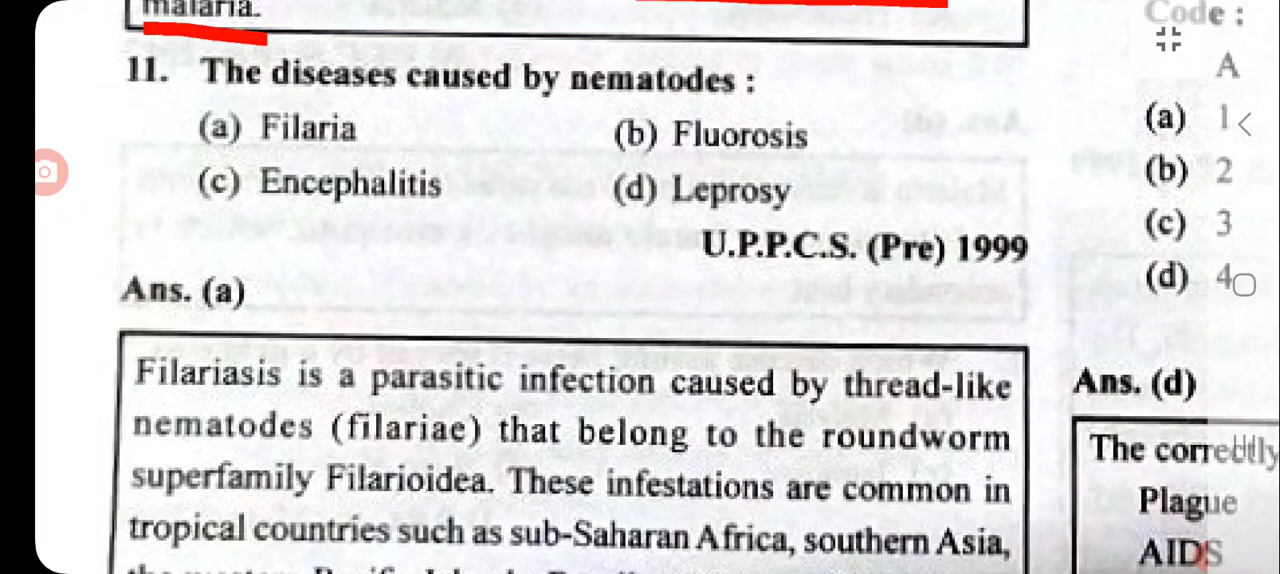 malaria.
11. The diseases caused by nematodes :
(a) Filaria (b) Fluorosis
(c) Encephalitis (d) Leprosy
U.P.P.C.S. (Pre) 1999
Ans. (a)
Filariasis is a parasitic infection caused by thread-like
nematodes (filariae) that belong to the roundworm
superfamily Filarioidea. These infestations are common in
tropical countries such as sub-Saharan Africa, southern Asia,
Code :
A
(a) 1
(b) 2
(c) 3
(d) 4
Ans. (d)
The correctly
Plague
AIDS